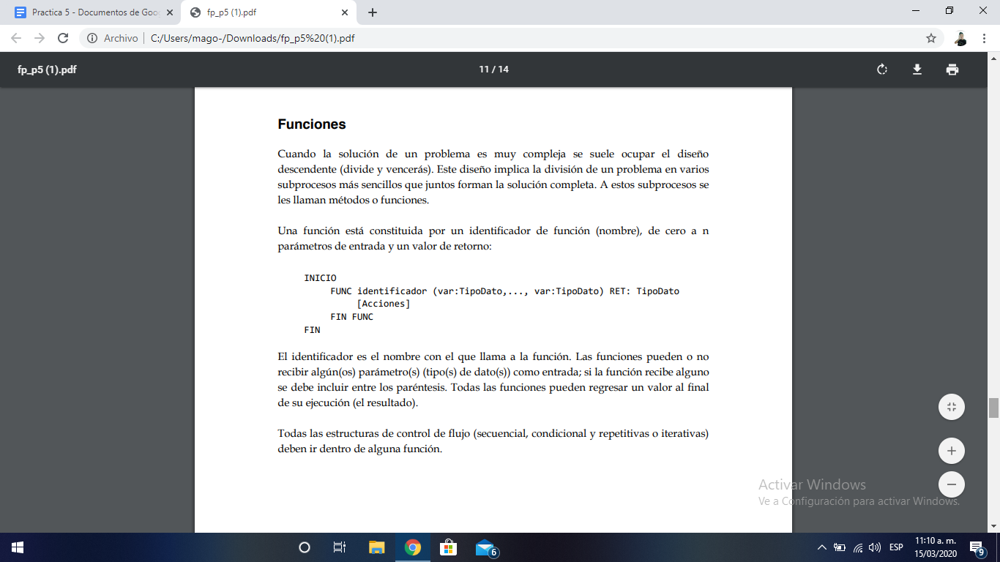 Practica 5 - Documentos de Goo
fp_p5 (1).pdf
Archivo
C:/Users/mago-/Downloads/fp_p5%20(1).pdf
fp_p5 (1).pdf
11 / 14
Funciones
Cuando la solución de un problema es muy compleja se suele ocupar el diseño
descendente (divide y vencerás). Este diseño implica la división de un problema en varios
subprocesos más sencillos que juntos forman la solución completa. A estos subprocesos se
les llaman métodos o funciones.
Una función está constituida por un identificador de función (nombre), de cero a n
parámetros de entrada y un valor de retorno:
INICIO
FUNC identificador (var:TipoDato,..., var:TipoDato) RET: TipoDato
[Acciones]
FIN FUNC
FIN
El identificador es el nombre con el que llama a la función. Las funciones pueden o no
recibir algún(os) parámetro(s) (tipo(s) de dato(s)) como entrada; si la función recibe alguno
se debe incluir entre los paréntesis. Todas las funciones pueden regresar un valor al final
de su ejecución (el resultado).
Todas las estructuras de control de flujo (secuencial, condicional y repetitivas o iterativas)
deben ir dentro de alguna función.
Activar Windows
Ve a Configuración para activar Windows.
6
ESP
11:10 a. m.
15/03/2020
9